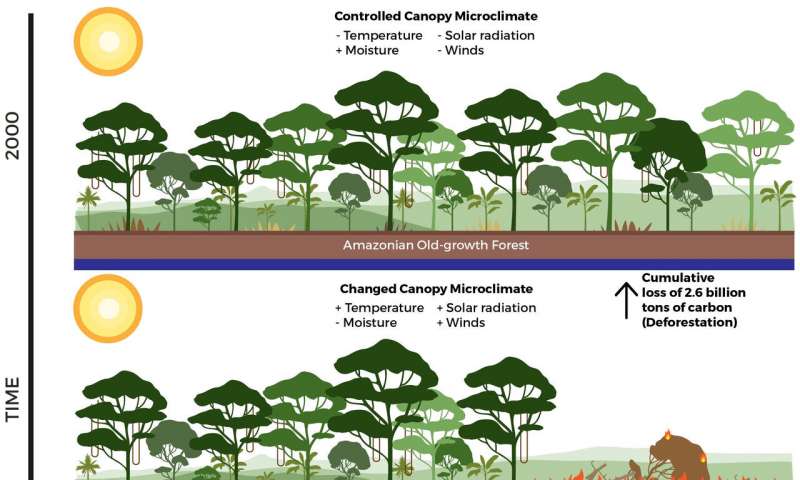 Controlled Canopy Microclimate
- Temperature - Solar radiation
+ Moisture - Winds
2000
Amazonian Old-growth Forest
Changed Canopy Microclimate
+ Temperature + Solar radiation
- Moisture + Winds
Cumulative
loss of 2.6 billion
tons of carbon
(Deforestation)
TIME